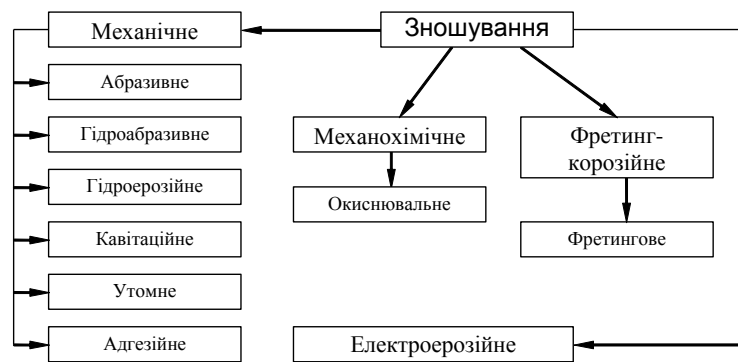 Зношування
Механічне
Абразивне
Гідроабразивне
Гідроерозійне
Кавітаційне
Утомне
Адгезійне
Механохімічне
Окиснювальне
Фретинг-
корозійне
Фретингове
Електроерозійне